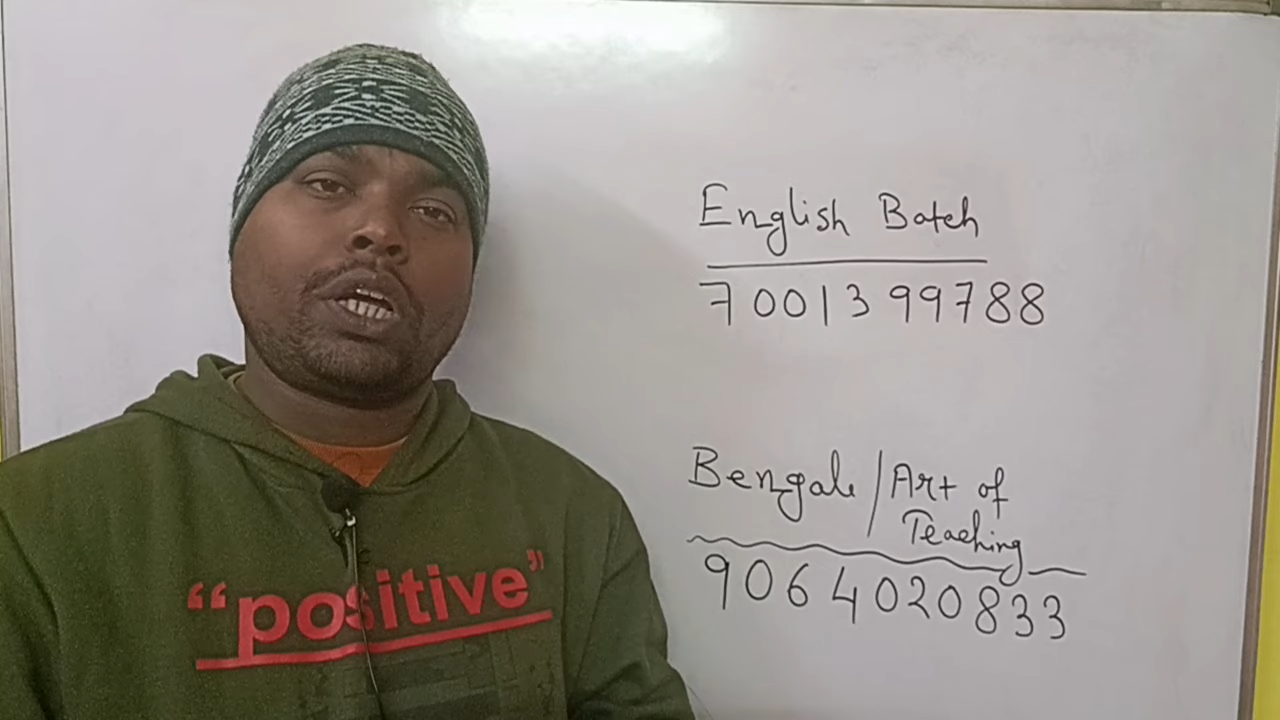 English Batch
7001399788
Bengali / Art of
Teaching
9064020833
“positive”